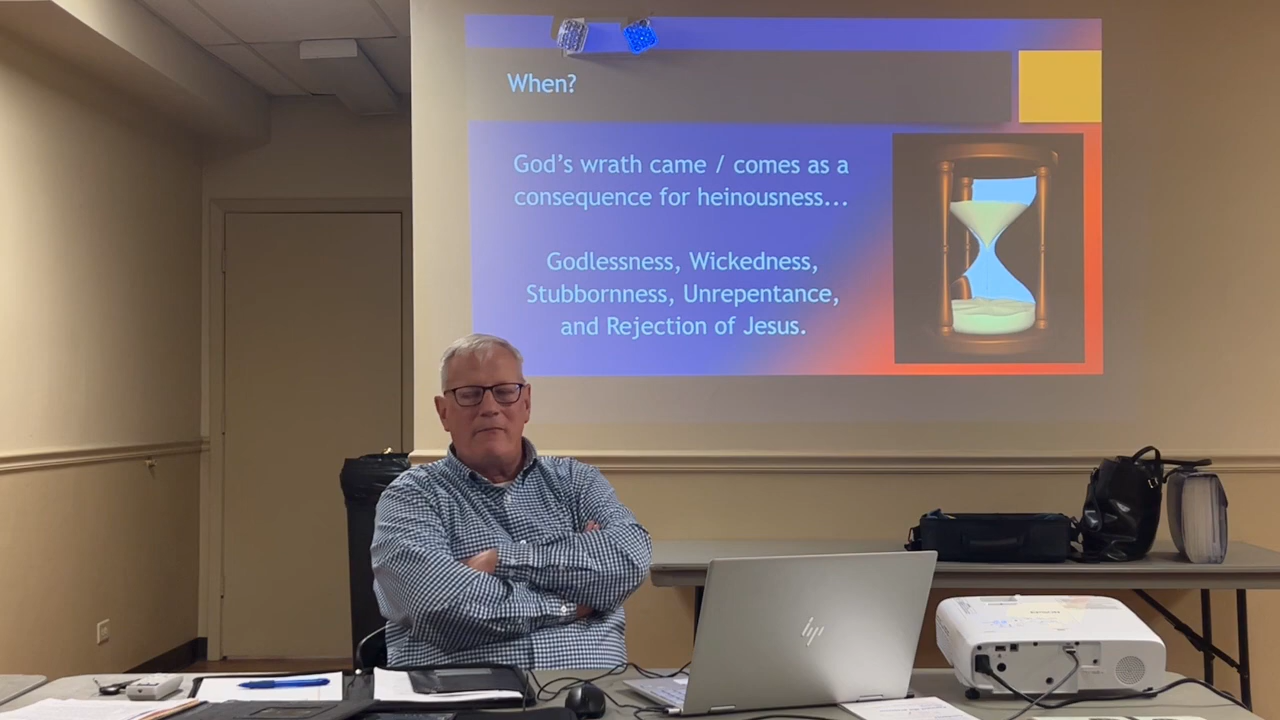 When?
God's wrath came / comes as a
consequence for heinousness...
Godlessness, Wickedness,
Stubbornness, Unrepentance,
and Rejection of Jesus.
hp